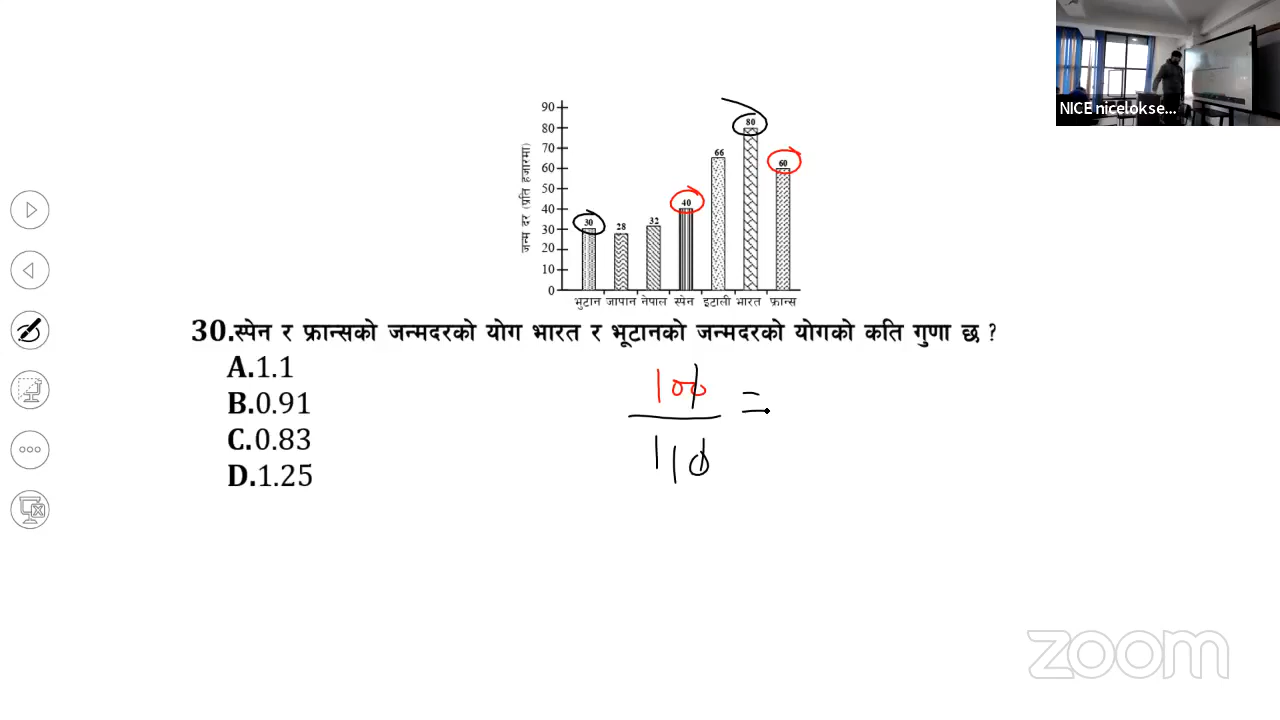 NICE nicelokse...
90
80
70
60
50
40
30
20
10
0
जन्म दर (प्रति हजारमा)
30
28
32
40
66
80
60
भुटान जापान नेपाल स्पेन इटाली भारत फ्रान्स
30.स्पेन र फ्रान्सको जन्मदरको योग भारत र भूटानको जन्मदरको योगको कति गुणा छ ?
A.1.1
B.0.91
C.0.83
D.1.25
100
110
=
zoom